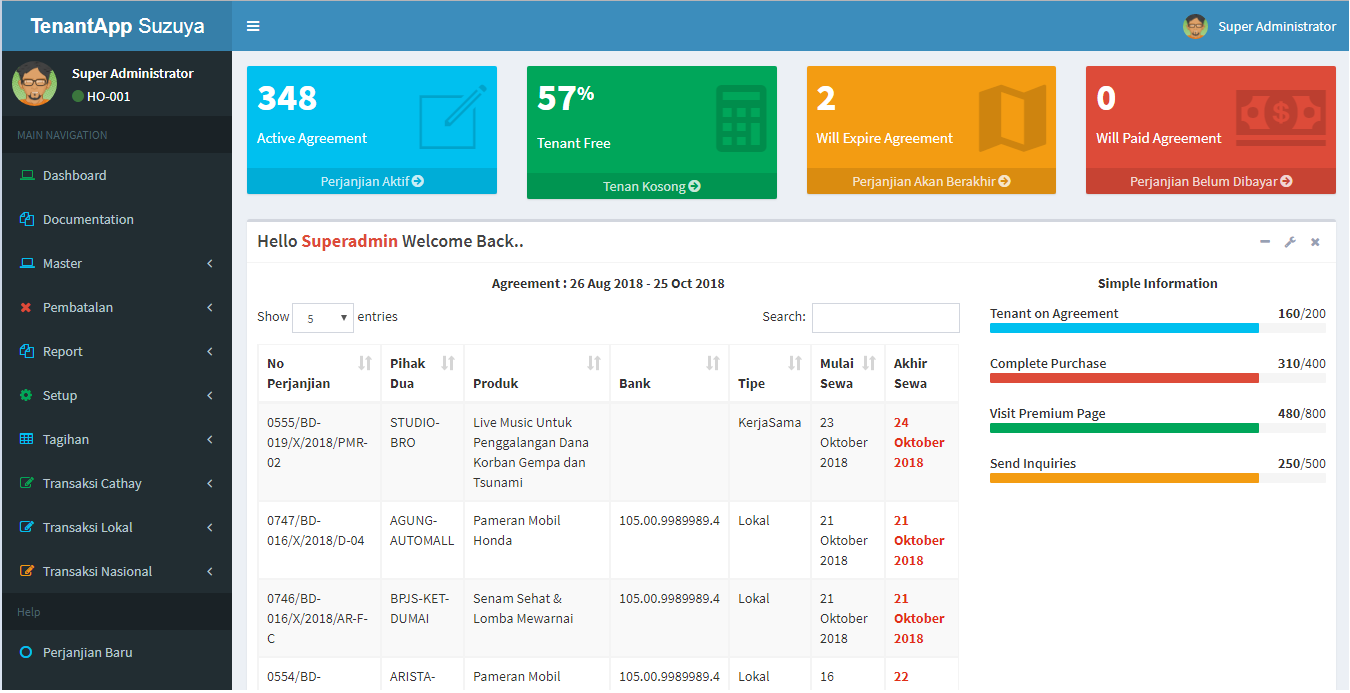 TenantApp Suzuya
Super Administrator
Super Administrator
HO-001
MAIN NAVIGATION
Dashboard
Documentation
Master
Pembatalan
Report
Setup
Tagihan
Transaksi Cathay
Transaksi Lokal
Transaksi Nasional
Help
Perjanjian Baru
348
Active Agreement
Perjanjian Aktif
57%
Tenant Free
Tenan Kosong
2
Will Expire Agreement
Perjanjian Akan Berakhir
0
Will Paid Agreement
Perjanjian Belum Dibayar
Hello Superadmin Welcome Back..
Agreement : 26 Aug 2018 - 25 Oct 2018
Show 5 entries
Search:
No
Perjanjian
Pihak
Dua
Produk
Bank
Tipe
Mulai
Sewa
Akhir
Sewa
0555/BD-
019/X/2018/PMR-
02
STUDIO-
BRO
Live Music Untuk
Penggalangan Dana
Korban Gempa dan
Tsunami
KerjaSama
23
Oktober
2018
24
Oktober
2018
0747/BD-
016/X/2018/D-04
AGUNG-
AUTOMALL
Pameran Mobil
Honda
105.00.9989989.4
Lokal
21
Oktober
2018
21
Oktober
2018
0746/BD-
016/X/2018/AR-F-
C
BPJS-KET-
DUMAI
Senam Sehat &
Lomba Mewarnai
105.00.9989989.4
Lokal
21
Oktober
2018
21
Oktober
2018
0554/BD-
ARISTA-
Pameran Mobil
105.00.9989989.4
Lokal
16
22
Simple Information
Tenant on Agreement 160/200
Complete Purchase 310/400
Visit Premium Page 480/800
Send Inquiries 250/500